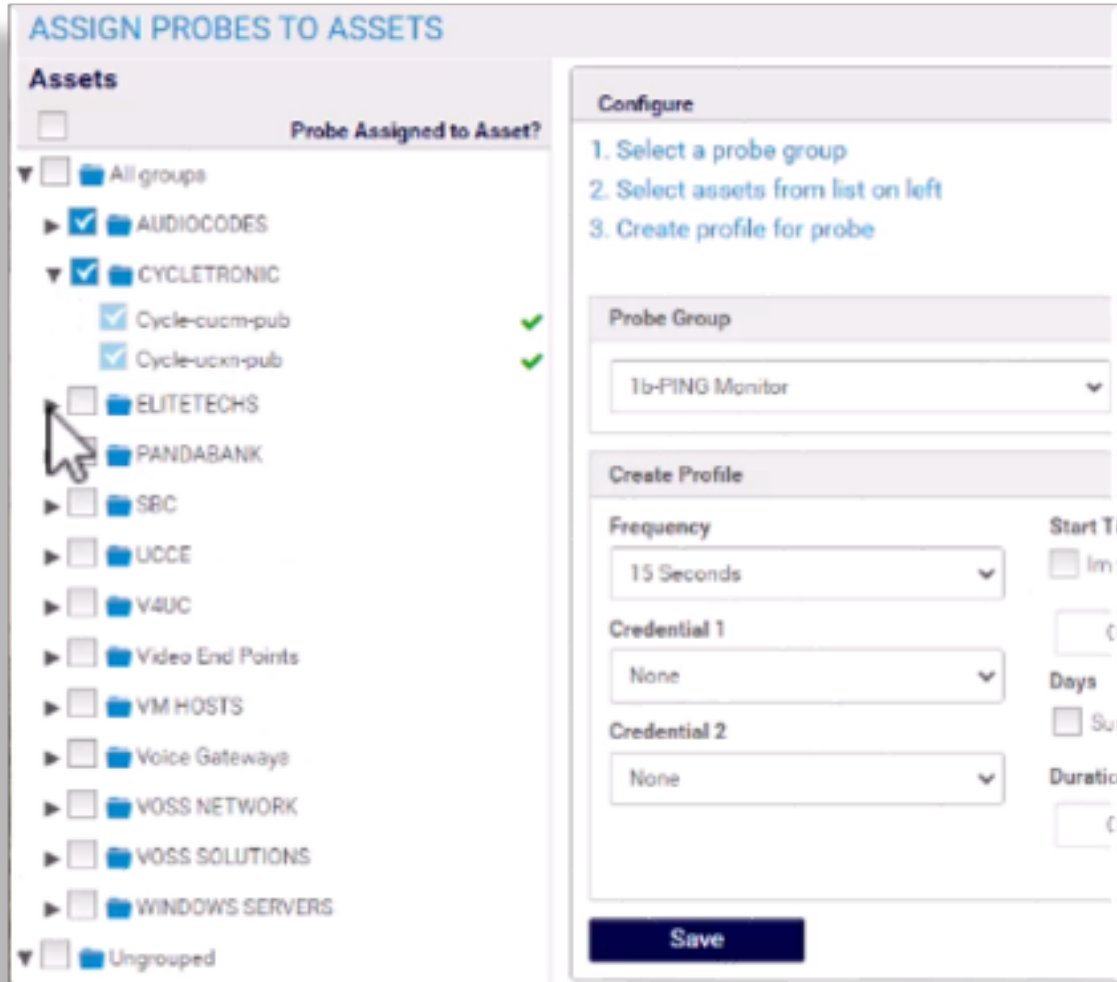 ASSIGN PROBES TO ASSETS
Assets
Probe Assigned to Asset?
All groups
AUDIOCODES
CYCLETRONIC
Cycle-cucm-pub
Cycle-ucxn-pub
ELITETECHS
PANDABANK
SBC
UCCE
V4UC
Video End Points
VM HOSTS
Voice Gateways
VOSS NETWORK
VOSS SOLUTIONS
WINDOWS SERVERS
Ungrouped
Configure
1. Select a probe group
2. Select assets from list on left
3. Create profile for probe
Probe Group
1b-PING Monitor
Create Profile
Frequency
Start
15 Seconds
Credential 1
None
Days
Credential 2
None
Save